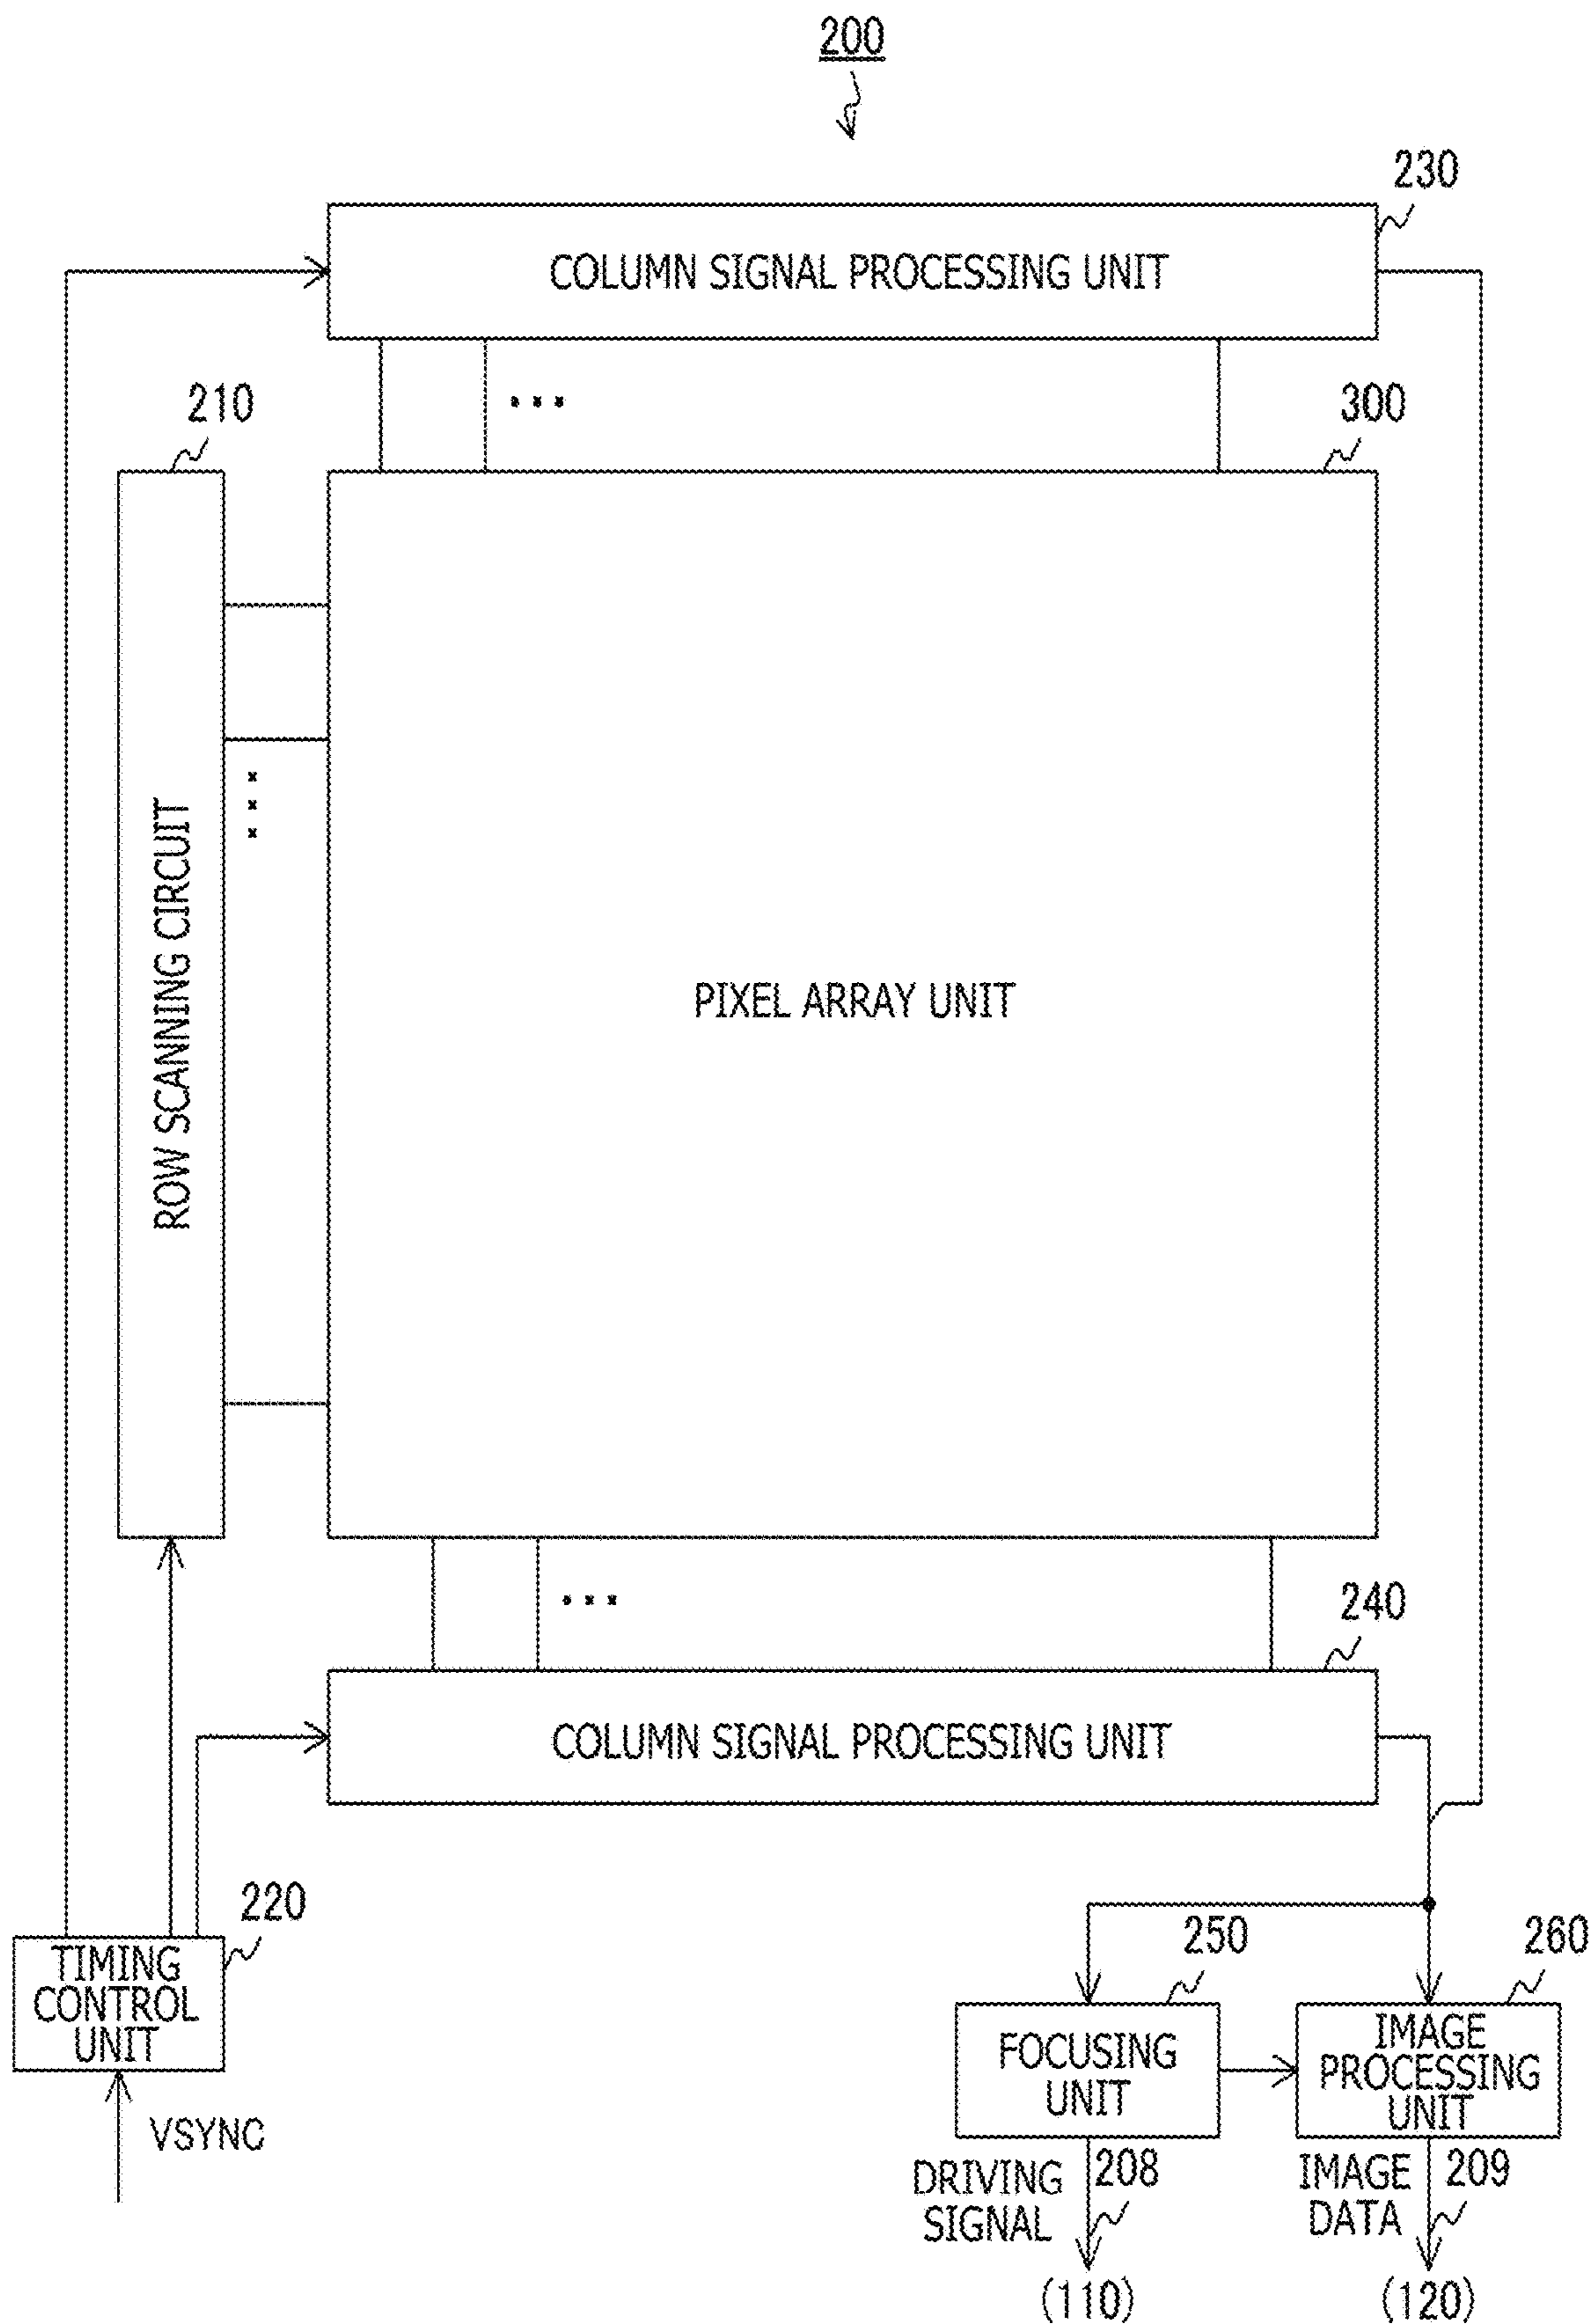 200
230
COLUMN SIGNAL PROCESSING UNIT
210
300
ROW SCANNING CIRCUIT
PIXEL ARRAY UNIT
240
COLUMN SIGNAL PROCESSING UNIT
220
TIMING
CONTROL
UNIT
VSYNC
250
260
FOCUSING
UNIT
IMAGE
PROCESSING
UNIT
DRIVING
SIGNAL
208
IMAGE
DATA
209
(110)
(120)